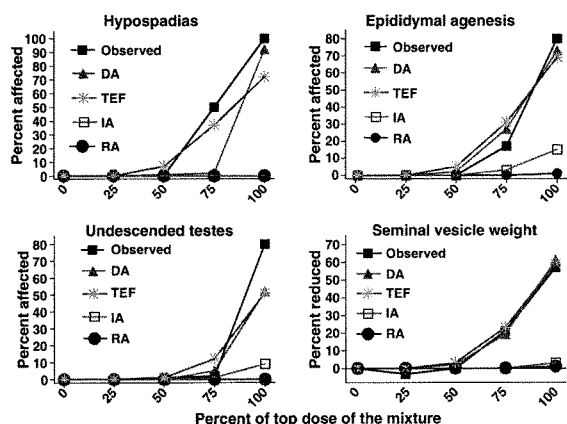 Hypospadias
Percent affected
100
90
80
70
60
50
40
30
20
10
0
Observed
DA
TEF
IA
RA
0
25
50
75
100
Epididymal agenesis
Percent affected
80
70
60
50
40
30
20
10
0
Observed
DA
TEF
IA
RA
0
25
50
75
100
Undescended testes
Percent affected
80
70
60
50
40
30
20
10
0
Observed
DA
TEF
IA
RA
0
25
50
75
100
Seminal vesicle weight
Percent reduced
70
60
50
40
30
20
10
0
Observed
DA
TEF
IA
RA
0
25
50
75
100
Percent of top dose of the mixture